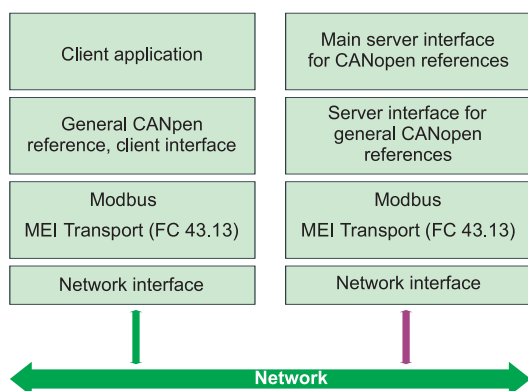 Client application
General CANpen
reference, client interface
Modbus
MEI Transport (FC 43.13)
Network interface
Main server interface
for CANopen references
Server interface for
general CANopen
references
Modbus
MEI Transport (FC 43.13)
Network interface
Network